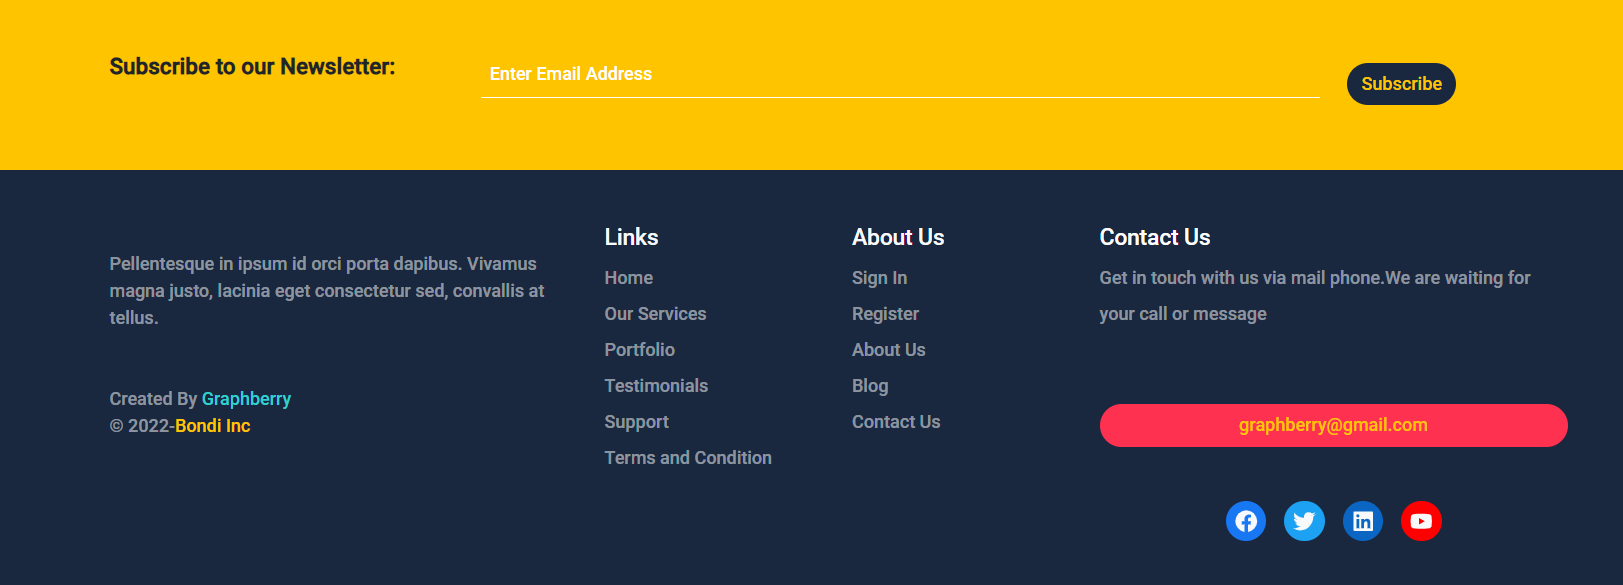 Subscribe to our Newsletter:
Enter Email Address
Subscribe
Pellentesque in ipsum id orci porta dapibus. Vivamus
magna justo, lacinia eget consectetur sed, convallis at
tellus.
Created By Graphberry
© 2022-Bondi Inc
Links
Home
Our Services
Portfolio
Testimonials
Support
Terms and Condition
About Us
Sign In
Register
About Us
Blog
Contact Us
Contact Us
Get in touch with us via mail phone.We are waiting for
your call or message
graphberry@gmail.com